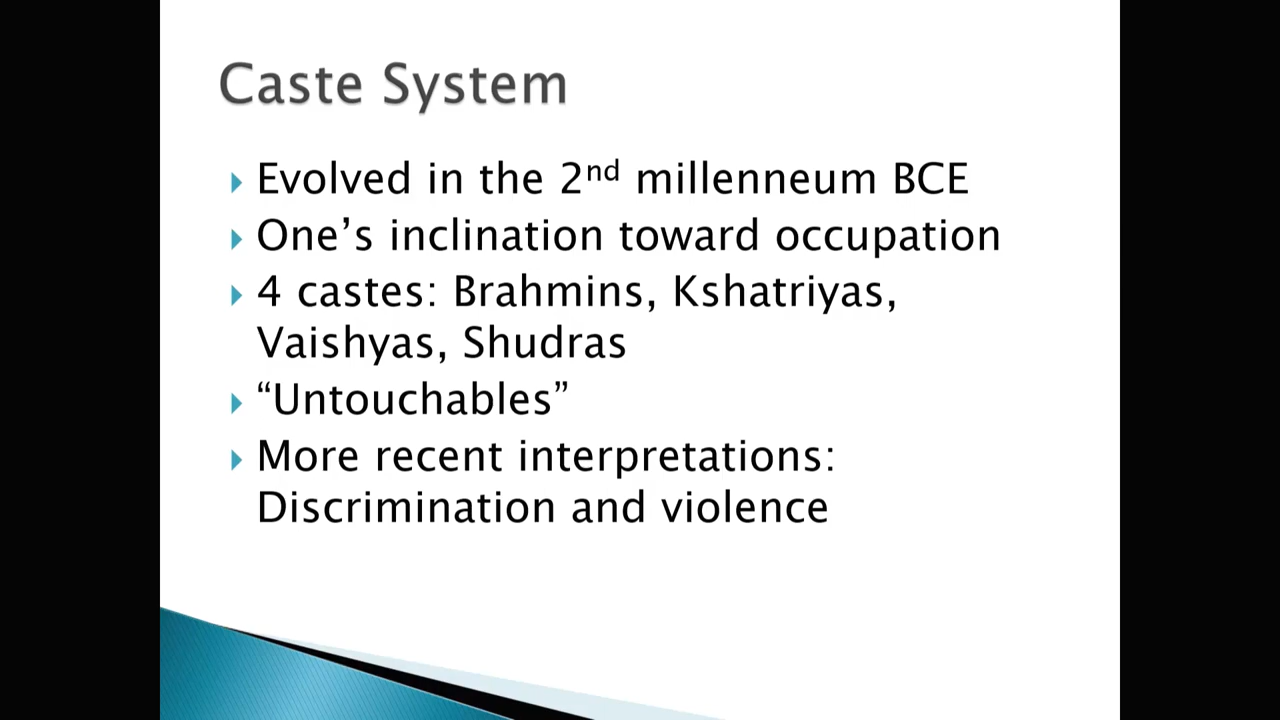 Caste System
Evolved in the 2nd millenneum BCE
One’s inclination toward occupation
4 castes: Brahmins, Kshatriyas,
Vaishyas, Shudras
“Untouchables”
More recent interpretations:
Discrimination and violence